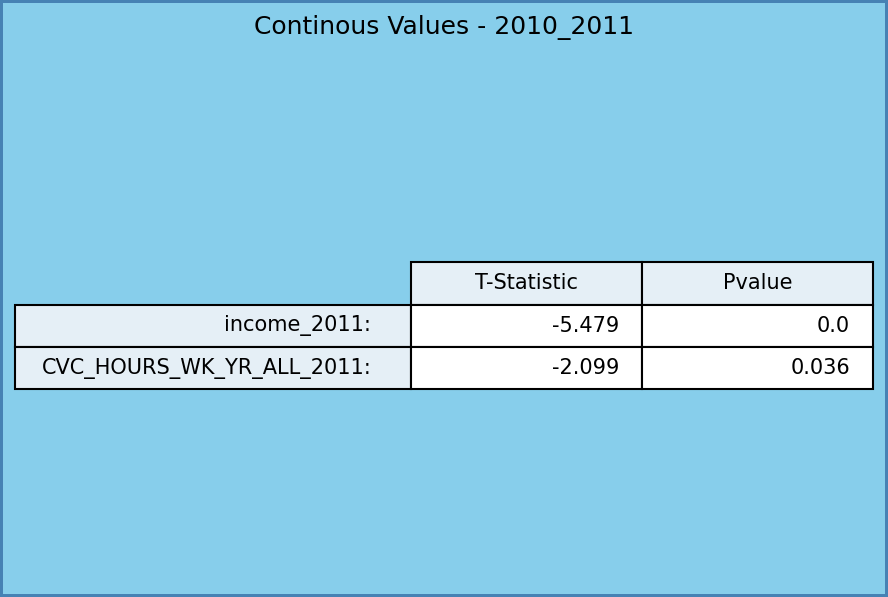 Continous Values - 2010_2011
T-Statistic Pvalue
income_2011: -5.479 0.0
CVC_HOURS_WK_YR_ALL_2011: -2.099 0.036